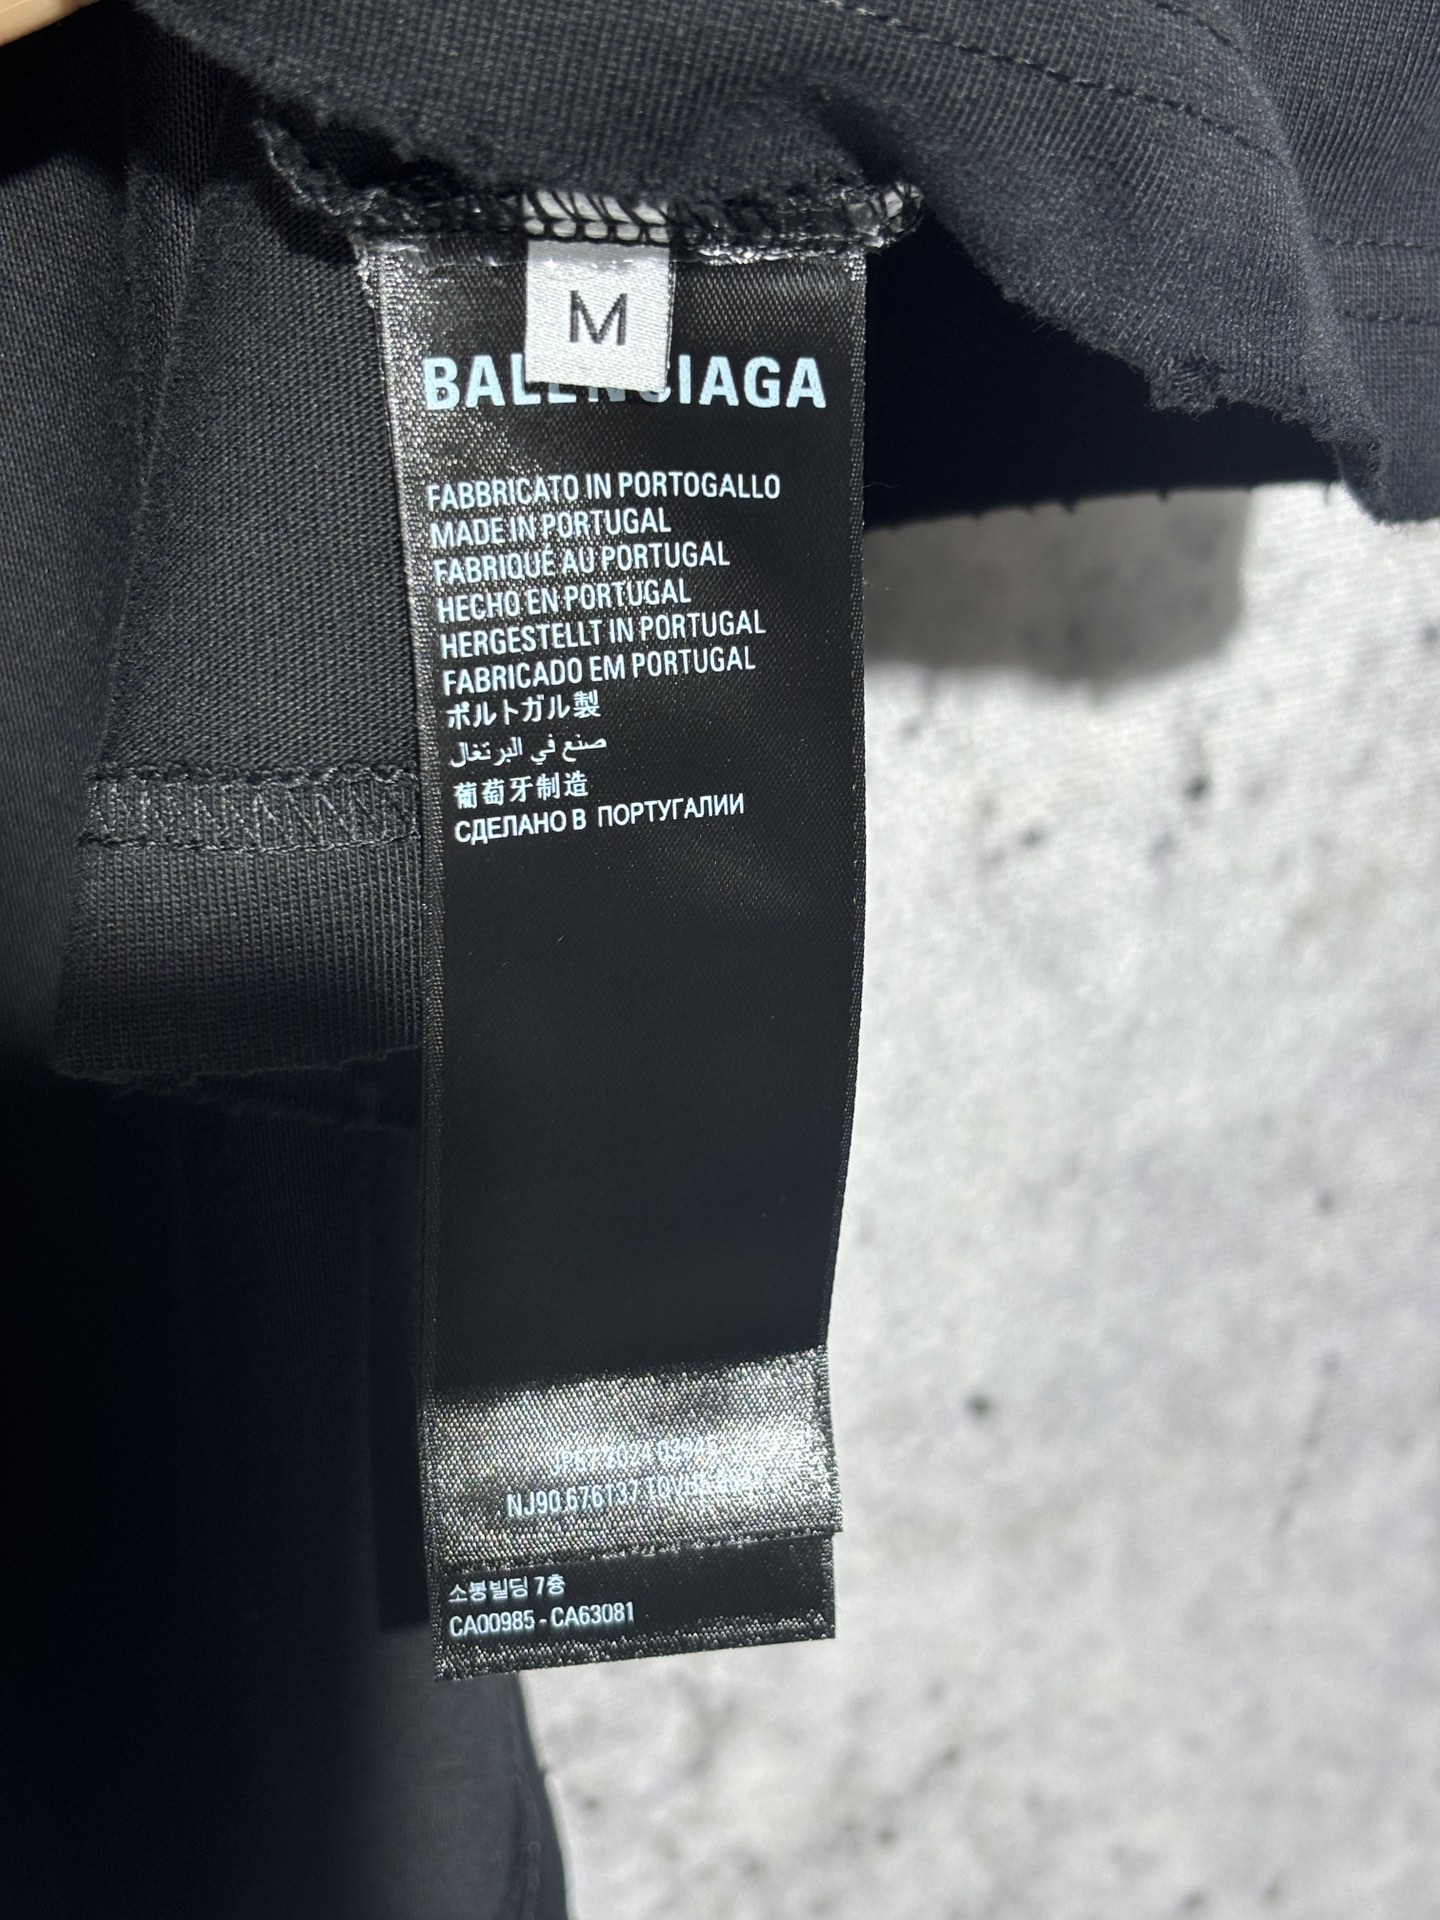 M
BALENCIAGA
FABBRICATO IN PORTOGALLO
MADE IN PORTUGAL
FABRIQUÉ AU PORTUGAL
HECHO EN PORTUGAL
HERGESTELLT IN PORTUGAL
FABRICADO EM PORTUGAL
ポルトガル製
صنع في البرتغال
葡萄牙制造
СДЕЛАНО В ПОРТУГАЛИИ
NJ90.676137
소봉빌딩 7층
CA00985 - CA63081